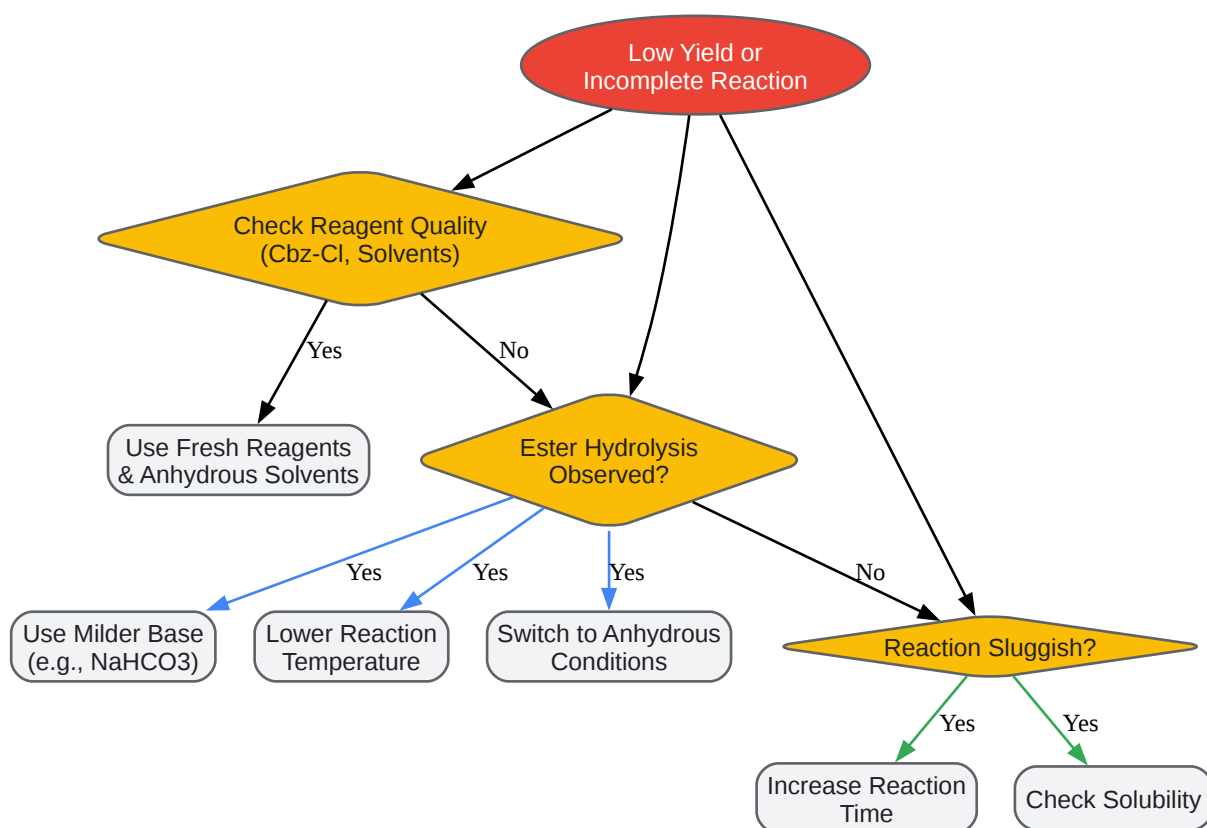 Low Yield or
Incomplete Reaction
Check Reagent Quality
(Cbz-Cl, Solvents)
Yes
No
Use Fresh Reagents
& Anhydrous Solvents
Ester Hydrolysis
Observed?
Yes
Yes
Yes
No
Use Milder Base
(e.g., NaHCO3)
Lower Reaction
Temperature
Switch to Anhydrous
Conditions
Reaction Sluggish?
Yes
Yes
Increase Reaction
Time
Check Solubility